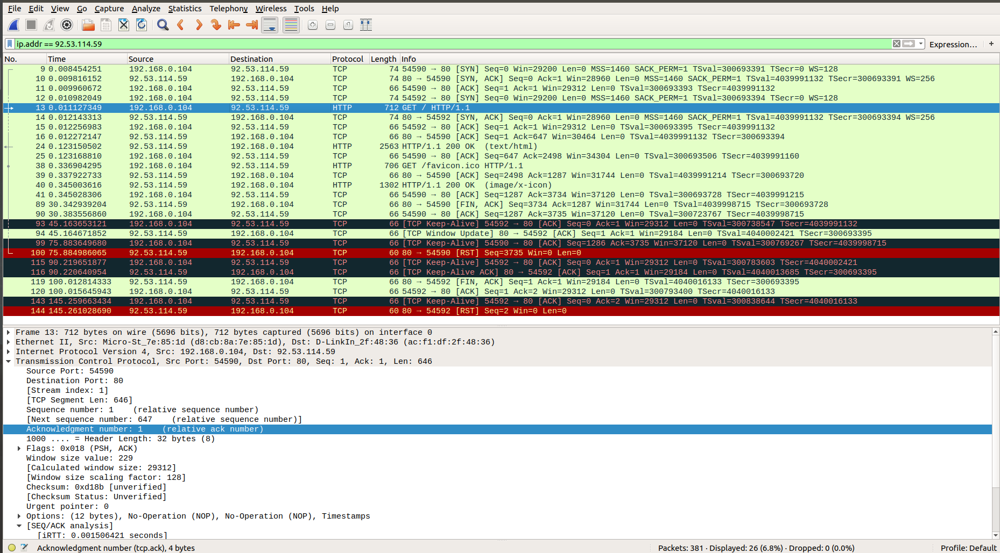 File Edit View Go Capture Analyze Statistics Telephony Wireless Tools Help
ip.addr == 92.53.114.59 Expression… +
No. Time Source Destination Protocol Length Info
9 0.008454251 192.168.0.104 92.53.114.59 TCP 74 54590 → 80 [SYN] Seq=0 Win=29200 Len=0 MSS=1460 SACK_PERM=1 TSval=300693391 TSecr=0 WS=128
10 0.009816152 92.53.114.59 192.168.0.104 TCP 74 80 → 54590 [SYN, ACK] Seq=0 Ack=1 Win=28960 Len=0 MSS=1460 SACK_PERM=1 TSval=4039991132 TSecr=300693391 WS=256
11 0.009960672 192.168.0.104 92.53.114.59 TCP 66 54590 → 80 [ACK] Seq=1 Ack=1 Win=29312 Len=0 TSval=300693393 TSecr=4039991132
12 0.010982049 192.168.0.104 92.53.114.59 TCP 74 54592 → 80 [SYN] Seq=0 Win=29200 Len=0 MSS=1460 SACK_PERM=1 TSval=300693394 TSecr=0 WS=128
13 0.011127349 192.168.0.104 92.53.114.59 HTTP 712 GET / HTTP/1.1
14 0.012143313 92.53.114.59 192.168.0.104 TCP 74 80 → 54592 [SYN, ACK] Seq=0 Ack=1 Win=28960 Len=0 MSS=1460 SACK_PERM=1 TSval=4039991132 TSecr=300693394 WS=256
15 0.012256983 192.168.0.104 92.53.114.59 TCP 66 54592 → 80 [ACK] Seq=1 Ack=1 Win=29312 Len=0 TSval=300693395 TSecr=4039991132
16 0.012272147 92.53.114.59 192.168.0.104 TCP 66 80 → 54590 [ACK] Seq=1 Ack=647 Win=30464 Len=0 TSval=4039991132 TSecr=300693394
24 0.123150502 92.53.114.59 192.168.0.104 HTTP 2563 HTTP/1.1 200 OK (text/html)
25 0.123168810 192.168.0.104 92.53.114.59 TCP 66 54590 → 80 [ACK] Seq=647 Ack=2498 Win=34304 Len=0 TSval=300693506 TSecr=4039991160
38 0.336904295 192.168.0.104 92.53.114.59 HTTP 706 GET /favicon.ico HTTP/1.1
39 0.337922733 92.53.114.59 192.168.0.104 TCP 66 80 → 54590 [ACK] Seq=2498 Ack=1287 Win=31744 Len=0 TSval=4039991214 TSecr=300693720
40 0.345003616 92.53.114.59 192.168.0.104 HTTP 1302 HTTP/1.1 200 OK (image/x-icon)
41 0.345028306 192.168.0.104 92.53.114.59 TCP 66 54590 → 80 [ACK] Seq=1287 Ack=3734 Win=37120 Len=0 TSval=300693728 TSecr=4039991215
89 30.342939204 92.53.114.59 192.168.0.104 TCP 66 80 → 54590 [FIN, ACK] Seq=3734 Ack=1287 Win=31744 Len=0 TSval=4039998715 TSecr=300693728
90 30.383556860 192.168.0.104 92.53.114.59 TCP 66 54590 → 80 [ACK] Seq=1287 Ack=3735 Win=37120 Len=0 TSval=300723767 TSecr=4039998715
93 45.163653121 192.168.0.104 92.53.114.59 TCP 66 [TCP Keep-Alive] 54592 → 80 [ACK] Seq=0 Ack=1 Win=29312 Len=0 TSval=300738547 TSecr=4039991132
94 45.164671852 92.53.114.59 192.168.0.104 TCP 66 [TCP Window Update] 80 → 54592 [ACK] Seq=1 Ack=1 Win=29184 Len=0 TSval=4040002421 TSecr=300693395
99 75.883649680 192.168.0.104 92.53.114.59 TCP 66 [TCP Keep-Alive] 54590 → 80 [ACK] Seq=1286 Ack=3735 Win=37120 Len=0 TSval=300769267 TSecr=4039998715
100 75.884986065 92.53.114.59 192.168.0.104 TCP 60 80 → 54590 [RST] Seq=3735 Win=0 Len=0
115 90.219651877 192.168.0.104 92.53.114.59 TCP 66 [TCP Keep-Alive] 54592 → 80 [ACK] Seq=0 Ack=1 Win=29312 Len=0 TSval=300783603 TSecr=4040002421
116 90.220640954 92.53.114.59 192.168.0.104 TCP 66 [TCP Keep-Alive ACK] 80 → 54592 [ACK] Seq=1 Ack=1 Win=29184 Len=0 TSval=4040013685 TSecr=300693395
119 100.012814333 92.53.114.59 192.168.0.104 TCP 66 80 → 54592 [FIN, ACK] Seq=1 Ack=1 Win=29184 Len=0 TSval=4040016133 TSecr=300693395
120 100.015645943 192.168.0.104 92.53.114.59 TCP 66 54592 → 80 [ACK] Seq=1 Ack=2 Win=29312 Len=0 TSval=300793400 TSecr=4040016133
143 145.259663434 192.168.0.104 92.53.114.59 TCP 66 [TCP Keep-Alive] 54592 → 80 [ACK] Seq=0 Ack=2 Win=29312 Len=0 TSval=300838644 TSecr=4040016133
144 145.261028690 92.53.114.59 192.168.0.104 TCP 60 80 → 54592 [RST] Seq=2 Win=0 Len=0
Frame 13: 712 bytes on wire (5696 bits), 712 bytes captured (5696 bits) on interface 0
Ethernet II, Src: Micro-St_7e:85:1d (d8:cb:8a:7e:85:1d), Dst: D-LinkIn_2f:48:36 (ac:f1:df:2f:48:36)
Internet Protocol Version 4, Src: 192.168.0.104, Dst: 92.53.114.59
Transmission Control Protocol, Src Port: 54590, Dst Port: 80, Seq: 1, Ack: 1, Len: 646
Source Port: 54590
Destination Port: 80
[Stream index: 1]
[TCP Segment Len: 646]
Sequence number: 1 (relative sequence number)
[Next sequence number: 647 (relative sequence number)]
Acknowledgment number: 1 (relative ack number)
1000 .... = Header Length: 32 bytes (8)
Flags: 0x018 (PSH, ACK)
Window size value: 229
[Calculated window size: 29312]
[Window size scaling factor: 128]
Checksum: 0xd18b [unverified]
[Checksum Status: Unverified]
Urgent pointer: 0
Options: (12 bytes), No-Operation (NOP), No-Operation (NOP), Timestamps
[SEQ/ACK analysis]
[iRTT: 0.001506421 seconds]
Acknowledgment number (tcp.ack), 4 bytes Packets: 381 · Displayed: 26 (6.8%) · Dropped: 0 (0.0%) Profile: Default